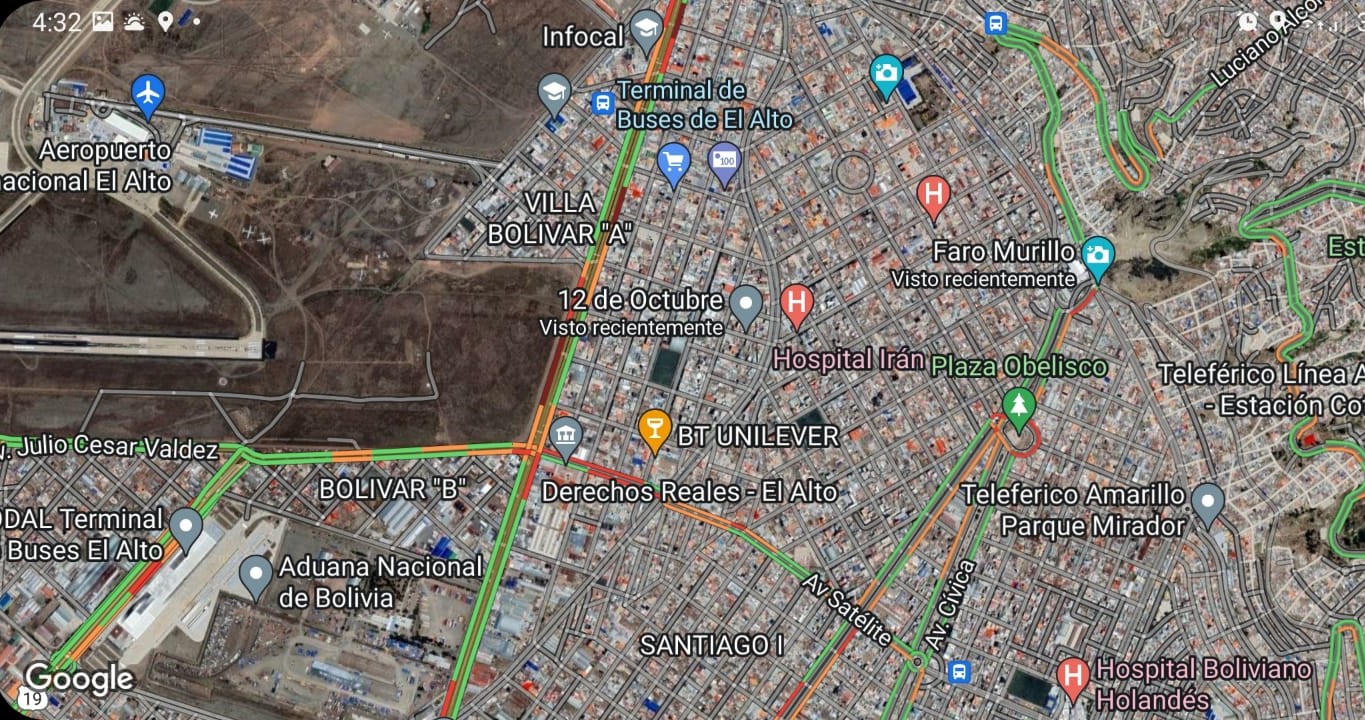 4:32
Infocal
Luciano Alcor
Terminal de
Buses de El Alto
100
Aeropuerto
nacional El Alto
VILLA
BOLIVAR "A"
H
Faro Murillo
Visto recientemente
Est
12 de Octubre
Visto recientemente
H
Hospital Irán
Plaza Obelisco
Teleférico Línea A
- Estación Co
Julio Cesar Valdez
BT UNILEVER
BOLIVAR "B"
Derechos Reales - El Alto
Teleferico Amarillo
Parque Mirador
ODAL Terminal
Buses El Alto
Aduana Nacional
de Bolivia
Av Satélite
Av. Cívica
SANTIAGO I
H
Hospital Boliviano
Holandés
Google
19